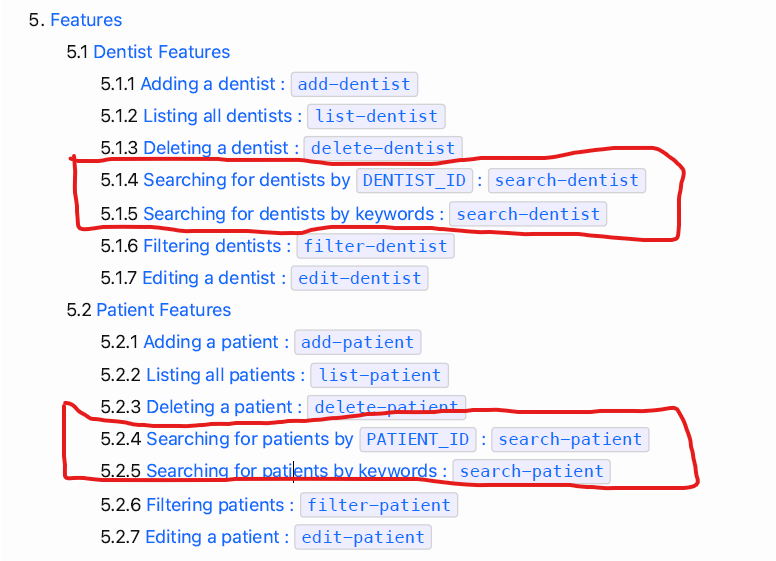 5. Features
5.1 Dentist Features
5.1.1 Adding a dentist : add-dentist
5.1.2 Listing all dentists : list-dentist
5.1.3 Deleting a dentist : delete-dentist
5.1.4 Searching for dentists by DENTIST_ID : search-dentist
5.1.5 Searching for dentists by keywords : search-dentist
5.1.6 Filtering dentists : filter-dentist
5.1.7 Editing a dentist : edit-dentist
5.2 Patient Features
5.2.1 Adding a patient : add-patient
5.2.2 Listing all patients : list-patient
5.2.3 Deleting a patient : delete-patient
5.2.4 Searching for patients by PATIENT_ID : search-patient
5.2.5 Searching for patients by keywords : search-patient
5.2.6 Filtering patients : filter-patient
5.2.7 Editing a patient : edit-patient